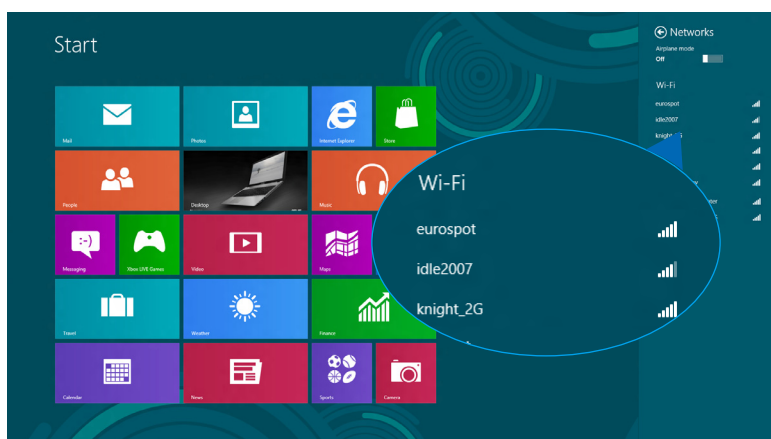 Start
Mail
Photos
Internet Explorer
Store
People
Desktop
Music
Messaging
Xbox LIVE Games
Video
Maps
Travel
Weather
Finance
Calendar
News
Sports
Camera
Networks
Airplane mode
Off
Wi-Fi
eurospot
idle2007
Wi-Fi
eurospot
idle2007
knight_2G